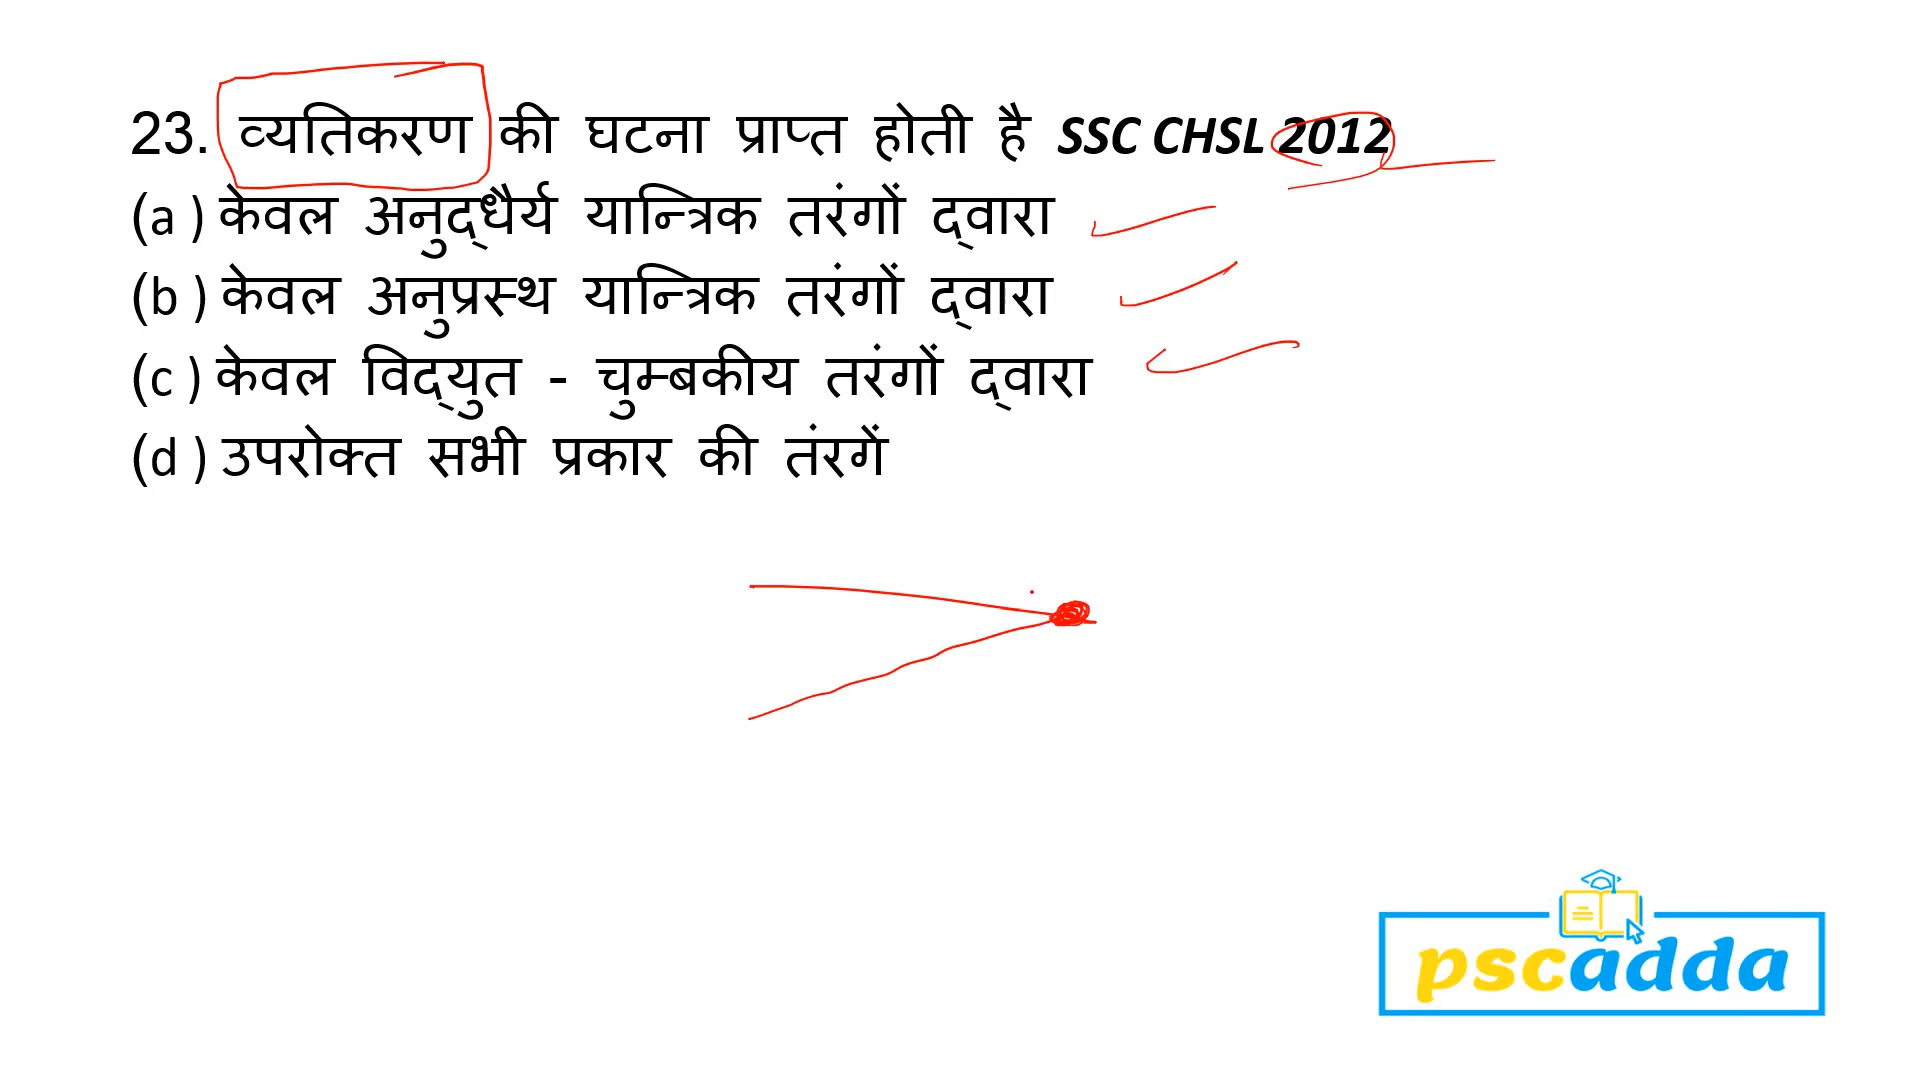 23. व्यतिकरण की घटना प्राप्त होती है SSC CHSL 2012
(a ) केवल अनुद्धैर्य यान्त्रिक तरंगों द्वारा
(b ) केवल अनुप्रस्थ यान्त्रिक तरंगों द्वारा
(c ) केवल विद्युत - चुम्बकीय तरंगों द्वारा
(d ) उपरोक्त सभी प्रकार की तंरगें
pscadda